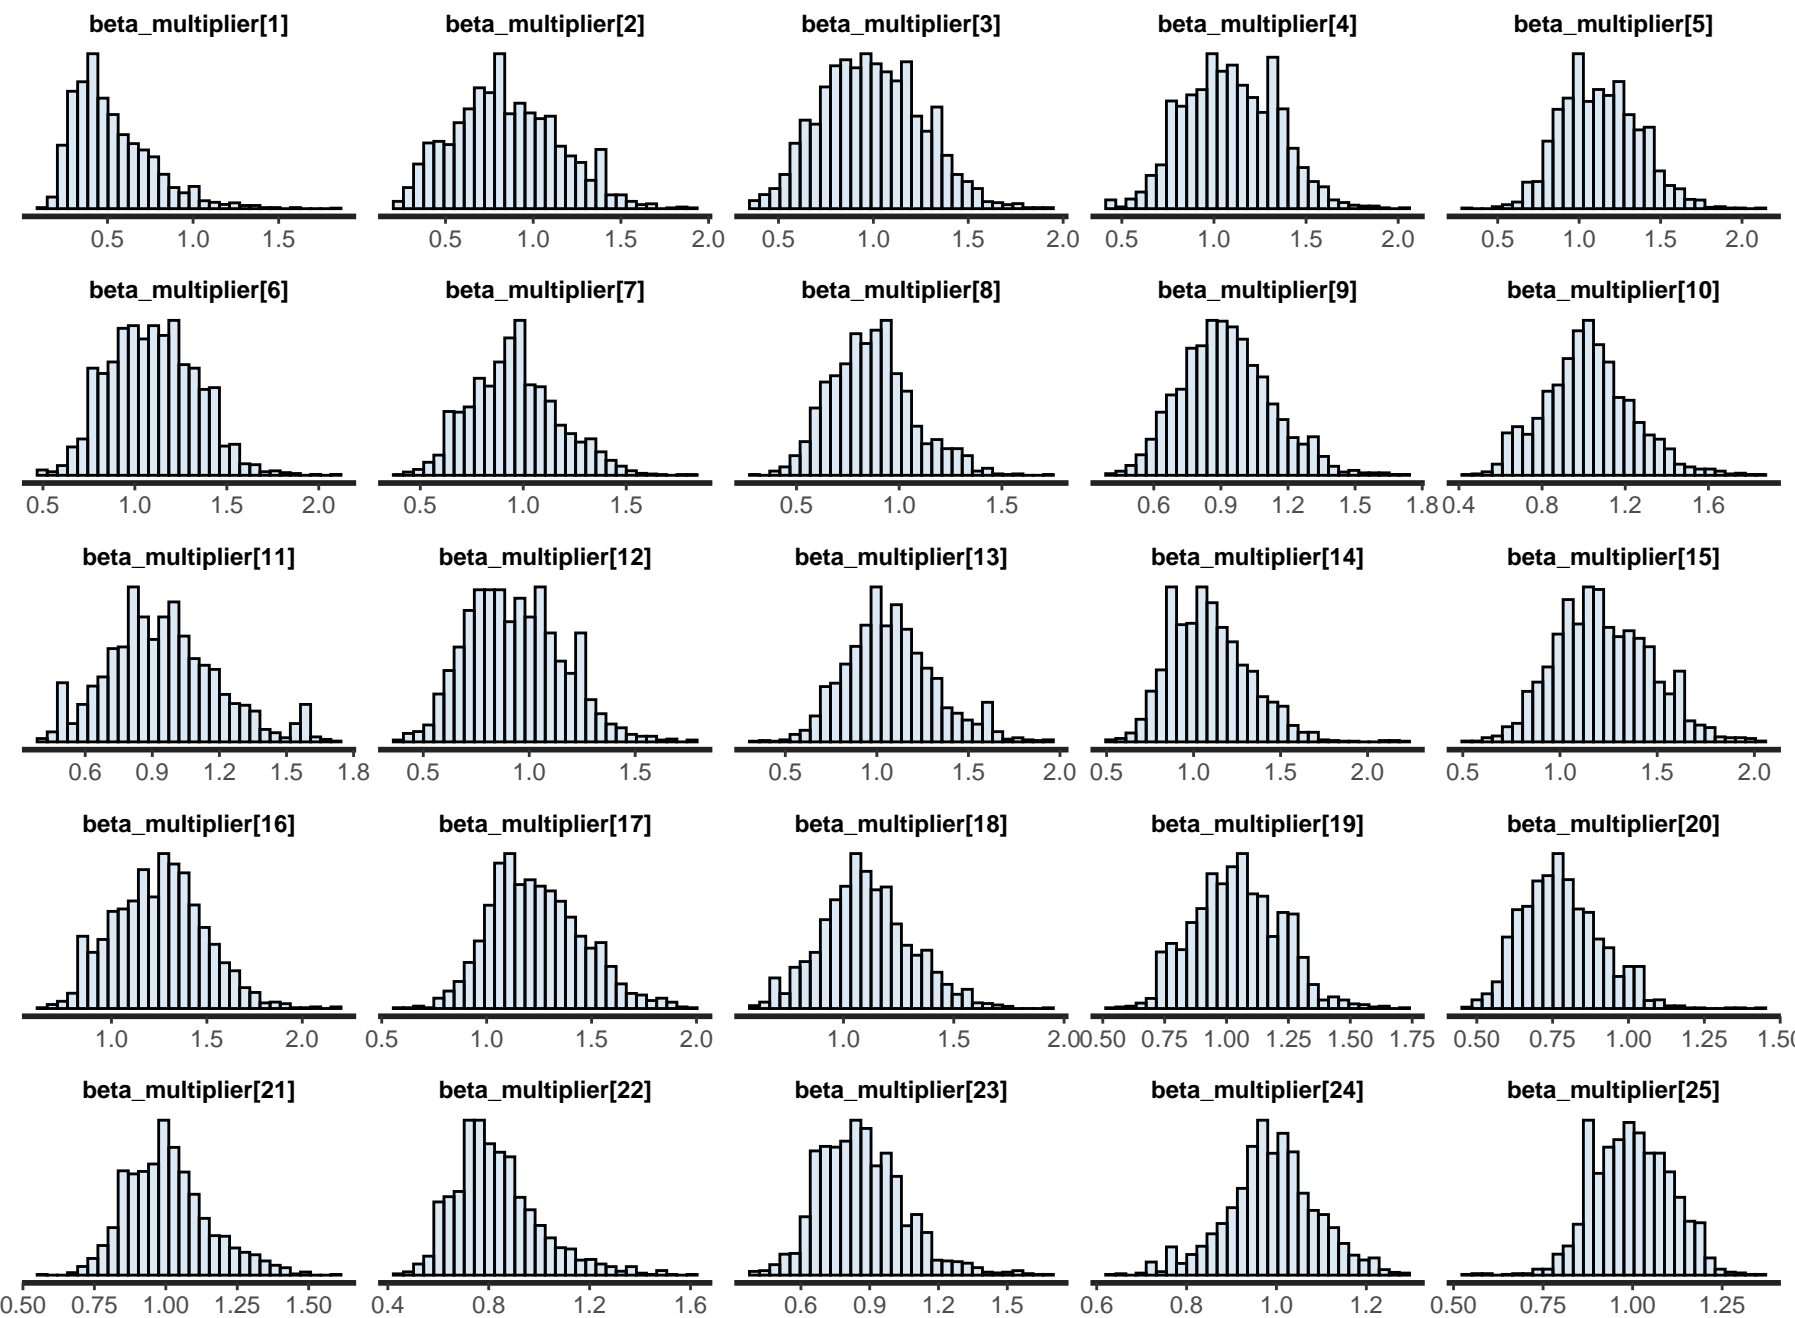 beta_multiplier[1] beta_multiplier[2] beta_multiplier[3] beta_multiplier[4] beta_multiplier[5]
0.5 1.0 1.5 0.5 1.0 1.5 2.0 0.5 1.0 1.5 2.0 0.5 1.0 1.5 2.0 0.5 1.0 1.5 2.0
beta_multiplier[6] beta_multiplier[7] beta_multiplier[8] beta_multiplier[9] beta_multiplier[10]
0.5 1.0 1.5 2.0 0.5 1.0 1.5 0.5 1.0 1.5 0.6 0.9 1.2 1.5 1.8 0.4 0.8 1.2 1.6
beta_multiplier[11] beta_multiplier[12] beta_multiplier[13] beta_multiplier[14] beta_multiplier[15]
0.6 0.9 1.2 1.5 1.8 0.5 1.0 1.5 0.5 1.0 1.5 2.0 0.5 1.0 1.5 2.0 0.5 1.0 1.5 2.0
beta_multiplier[16] beta_multiplier[17] beta_multiplier[18] beta_multiplier[19] beta_multiplier[20]
1.0 1.5 2.0 0.5 1.0 1.5 2.0 1.0 1.5 2.0 0.50 0.75 1.00 1.25 1.50 1.75 0.50 0.75 1.00 1.25 1.50
beta_multiplier[21] beta_multiplier[22] beta_multiplier[23] beta_multiplier[24] beta_multiplier[25]
0.50 0.75 1.00 1.25 1.50 0.4 0.8 1.2 1.6 0.6 0.9 1.2 1.5 0.6 0.8 1.0 1.2 0.50 0.75 1.00 1.25